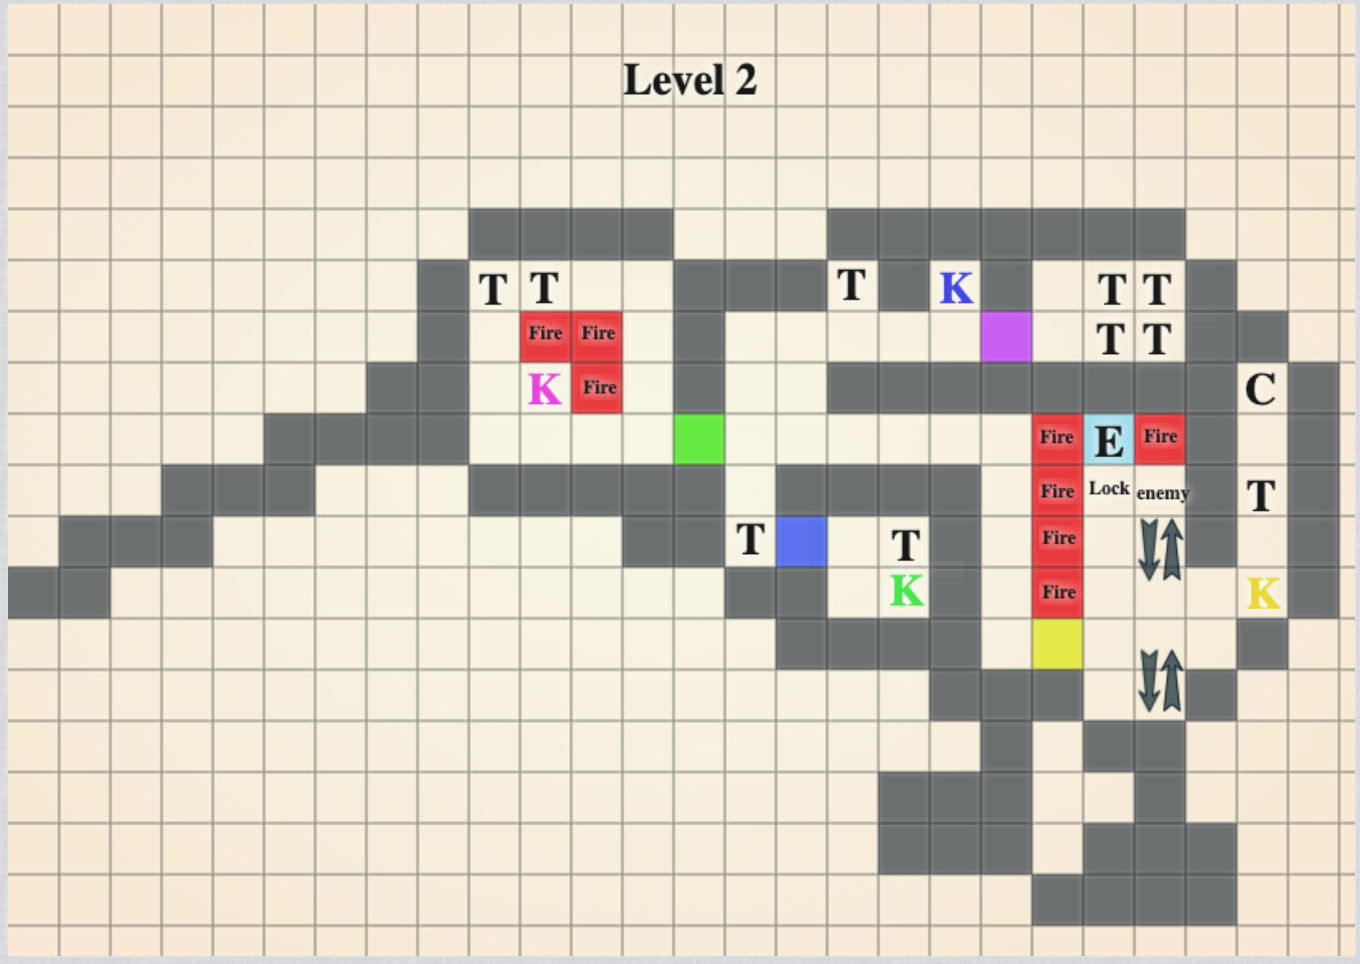 Level 2
T T T K T T
Fire Fire T T
K Fire C
Fire E Fire
Fire Lock enemy T
T T Fire
K Fire K